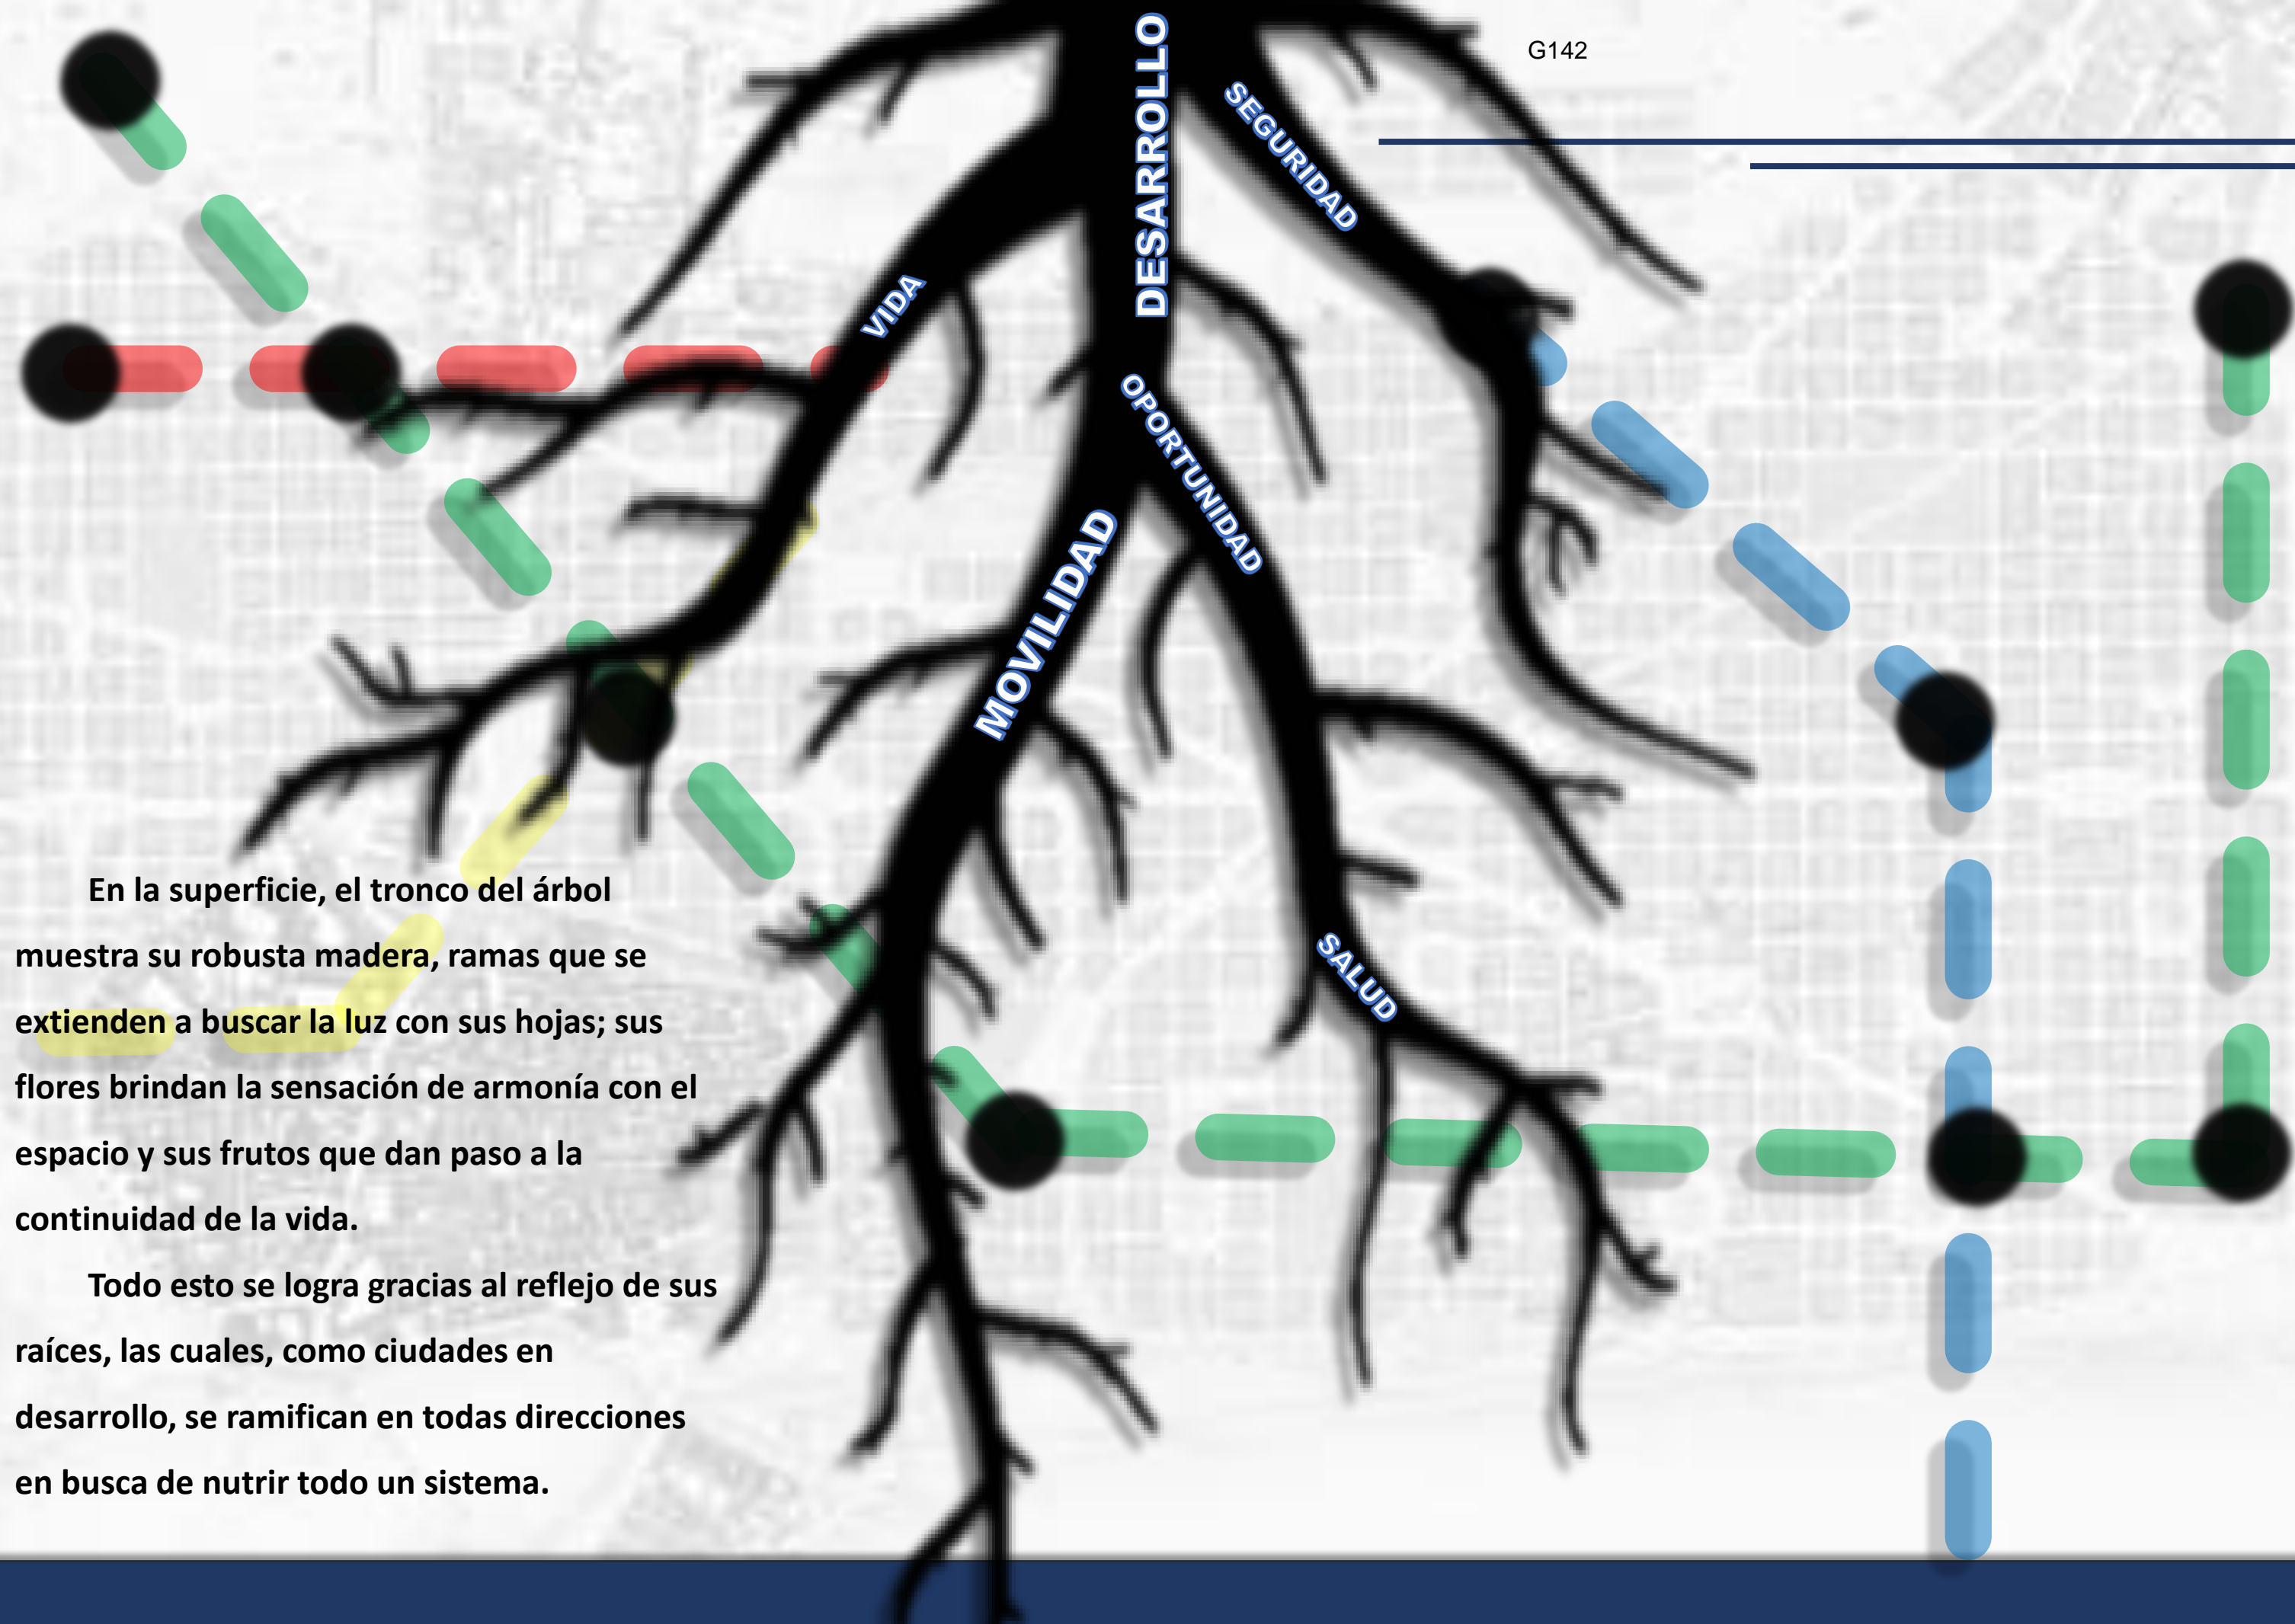 G142
DESARROLLO
SEGURIDAD
VIDA
OPORTUNIDAD
MOVILIDAD
SALUD
En la superficie, el tronco del árbol
muestra su robusta madera, ramas que se
extienden a buscar la luz con sus hojas; sus
flores brindan la sensación de armonía con el
espacio y sus frutos que dan paso a la
continuidad de la vida.
Todo esto se logra gracias al reflejo de sus
raíces, las cuales, como ciudades en
desarrollo, se ramifican en todas direcciones
en busca de nutrir todo un sistema.